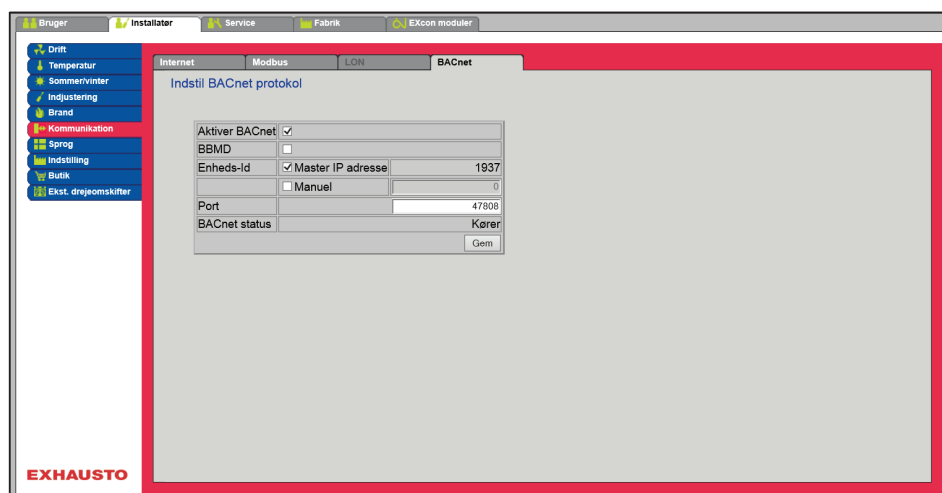 Bruger Installatør Service Fabrik EXcon moduler
Drift
Temperatur
Sommer/vinter
Indjustering
Brand
Kommunikation
Sprog
Indstilling
Butik
Ekst. drejeomskifter
Internet Modbus LON BACnet
Indstil BACnet protokol
Aktiver BACnet
BBMD
Enheds-Id Master IP adresse 1937
Manuel 0
Port 47808
BACnet status Kører
Gem
EXHAUSTO